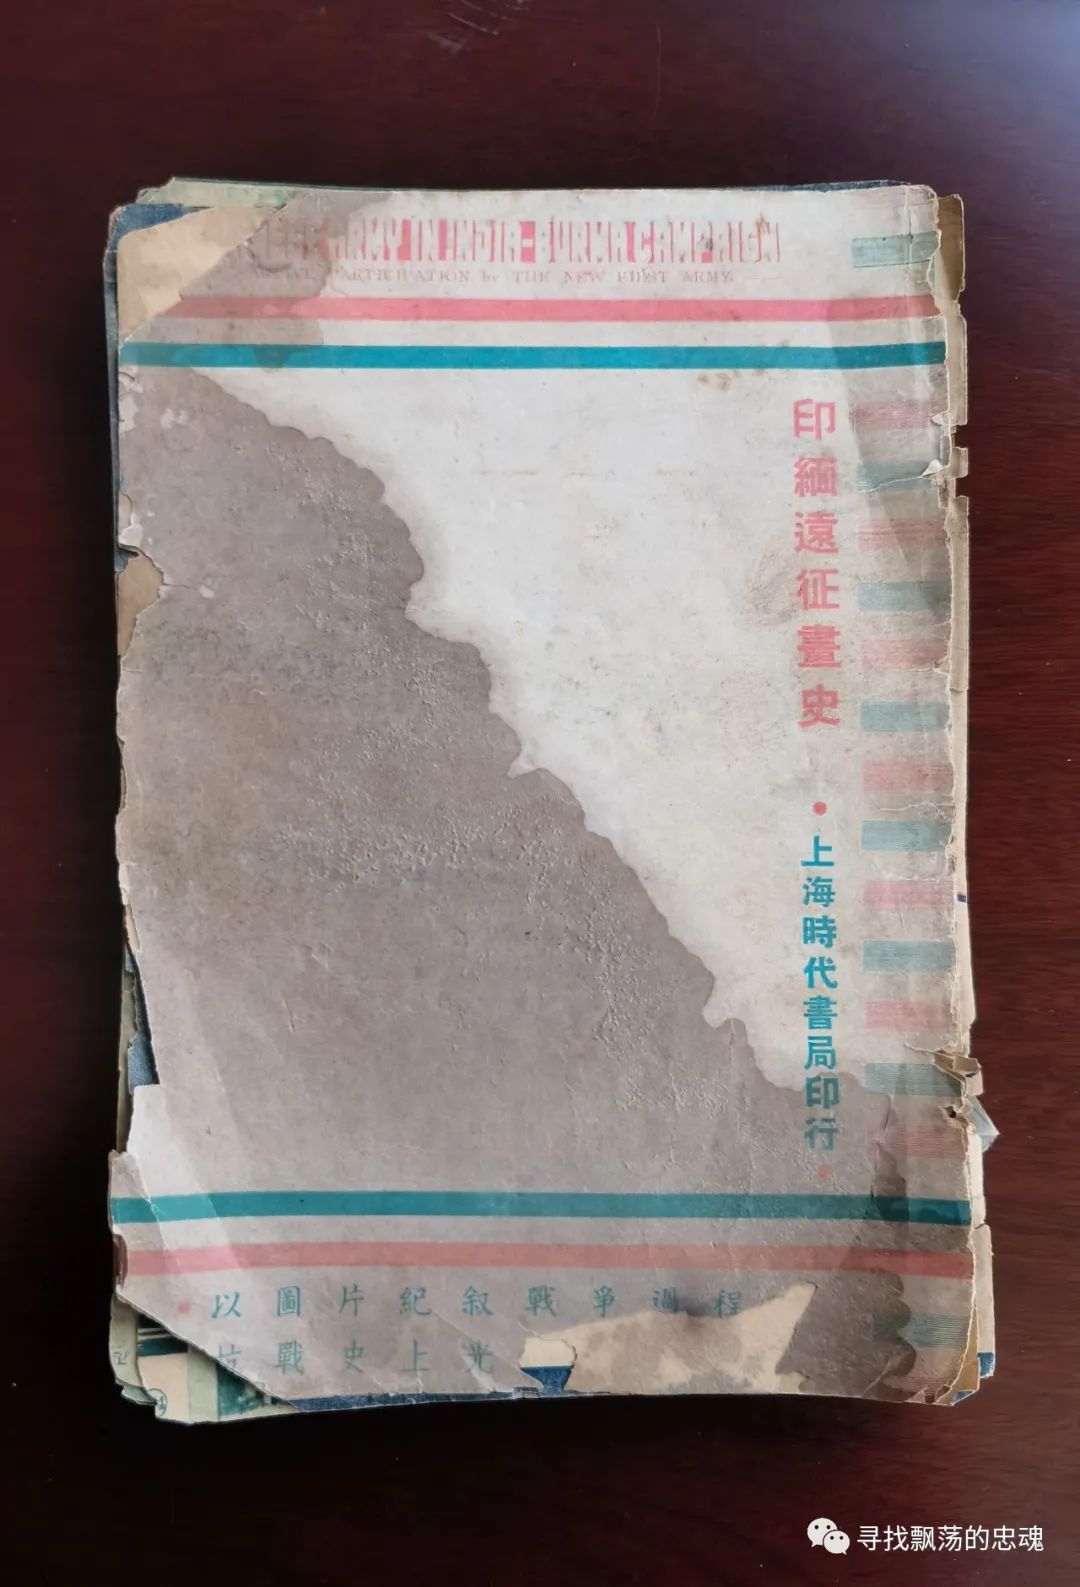 ARMY IN INDIA-BURMA CAMPAIGN
PARTICIPATION by THE NEW FIRST ARMY
印緬遠征畫史
上海時代書局印行
以圖片紀叙戰爭過程
戰史上光
寻找飘荡的忠魂